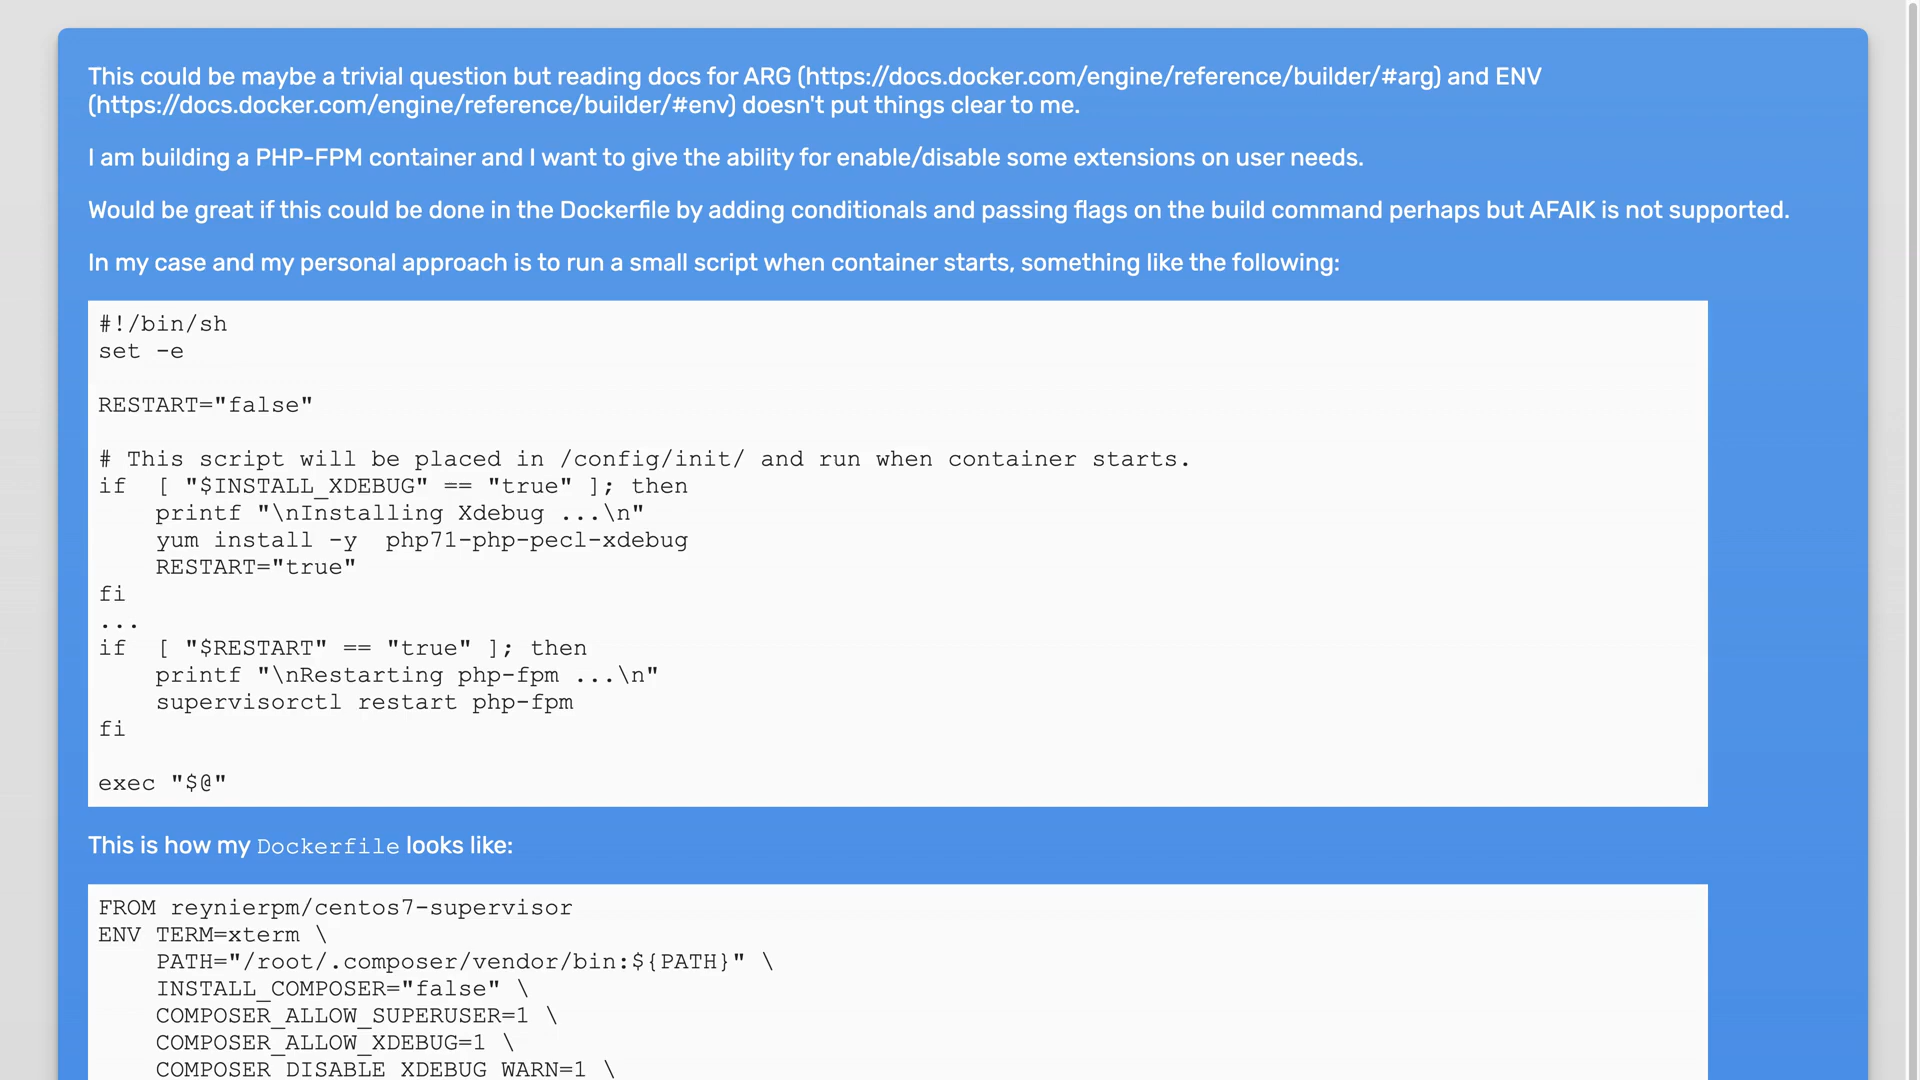 This could be maybe a trivial question but reading docs for ARG (https://docs.docker.com/engine/reference/builder/#arg) and ENV
(https://docs.docker.com/engine/reference/builder/#env) doesn't put things clear to me.
I am building a PHP-FPM container and I want to give the ability for enable/disable some extensions on user needs.
Would be great if this could be done in the Dockerfile by adding conditionals and passing flags on the build command perhaps but AFAIK is not supported.
In my case and my personal approach is to run a small script when container starts, something like the following:
#!/bin/sh
set -e
RESTART="false"
# This script will be placed in /config/init/ and run when container starts.
if  [ "$INSTALL_XDEBUG" == "true" ]; then
    printf "\nInstalling Xdebug ...\n"
    yum install -y  php71-php-pecl-xdebug
    RESTART="true"
fi
...
if  [ "$RESTART" == "true" ]; then
    printf "\nRestarting php-fpm ...\n"
    supervisorctl restart php-fpm
fi
exec "$@"
This is how my Dockerfile looks like:
FROM reynierpm/centos7-supervisor
ENV TERM=xterm \
    PATH="/root/.composer/vendor/bin:${PATH}" \
    INSTALL_COMPOSER="false" \
    COMPOSER_ALLOW_SUPERUSER=1 \
    COMPOSER_ALLOW_XDEBUG=1 \
    COMPOSER_DISABLE_XDEBUG_WARN=1 \